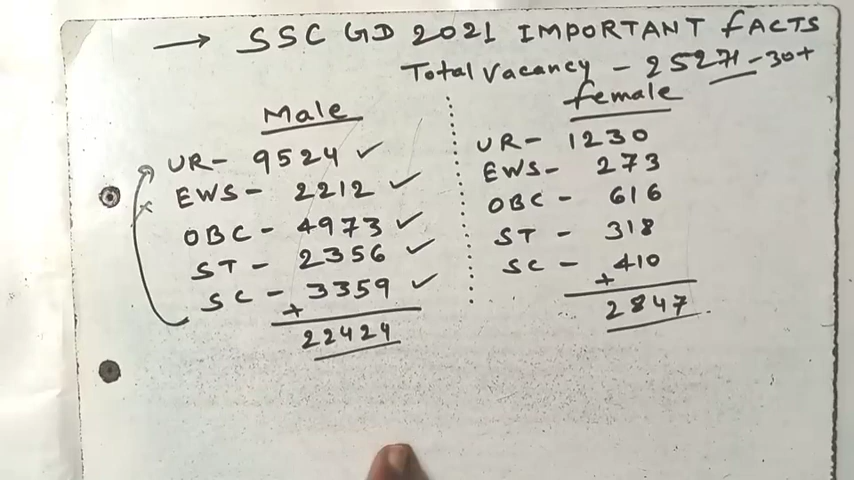 → SSC GD 2021 IMPORTANT FACTS
Total Vacancy - 25271 - 30+
Male
UR - 9524 ✓
EWS - 2212 ✓
OBC - 4973 ✓
ST - 2356 ✓
SC - 3359 ✓
+
22424
female
UR - 1230
EWS - 273
OBC - 616
ST - 318
SC - 410
+
2847